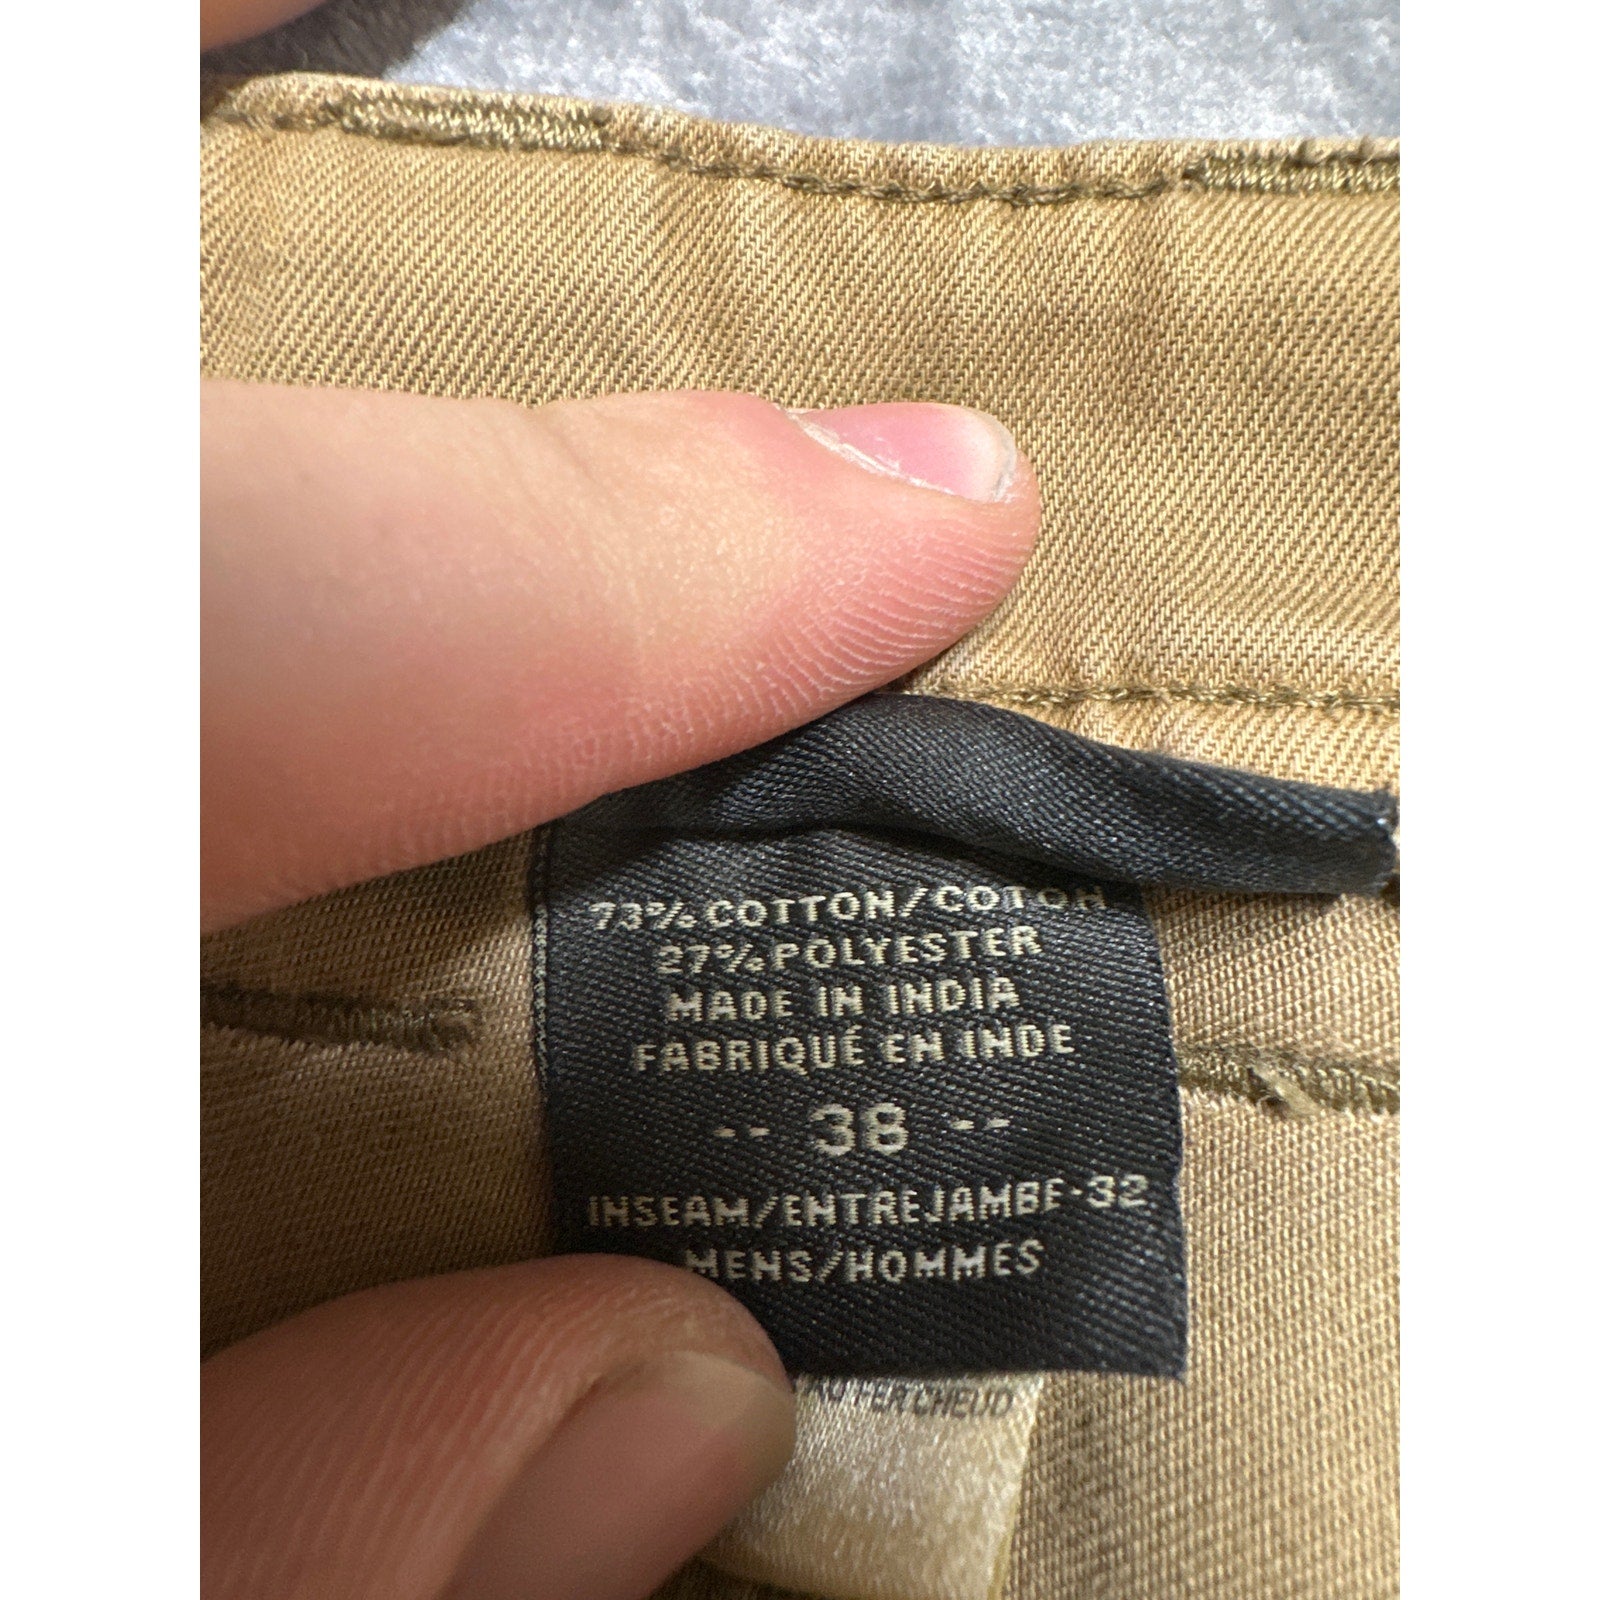 73% COTTON/COTON
27% POLYESTER
MADE IN INDIA
FABRIQUÉ EN INDE
-- 38 --
INSEAM/ENTREJAMBE-32
MENS/HOMMES